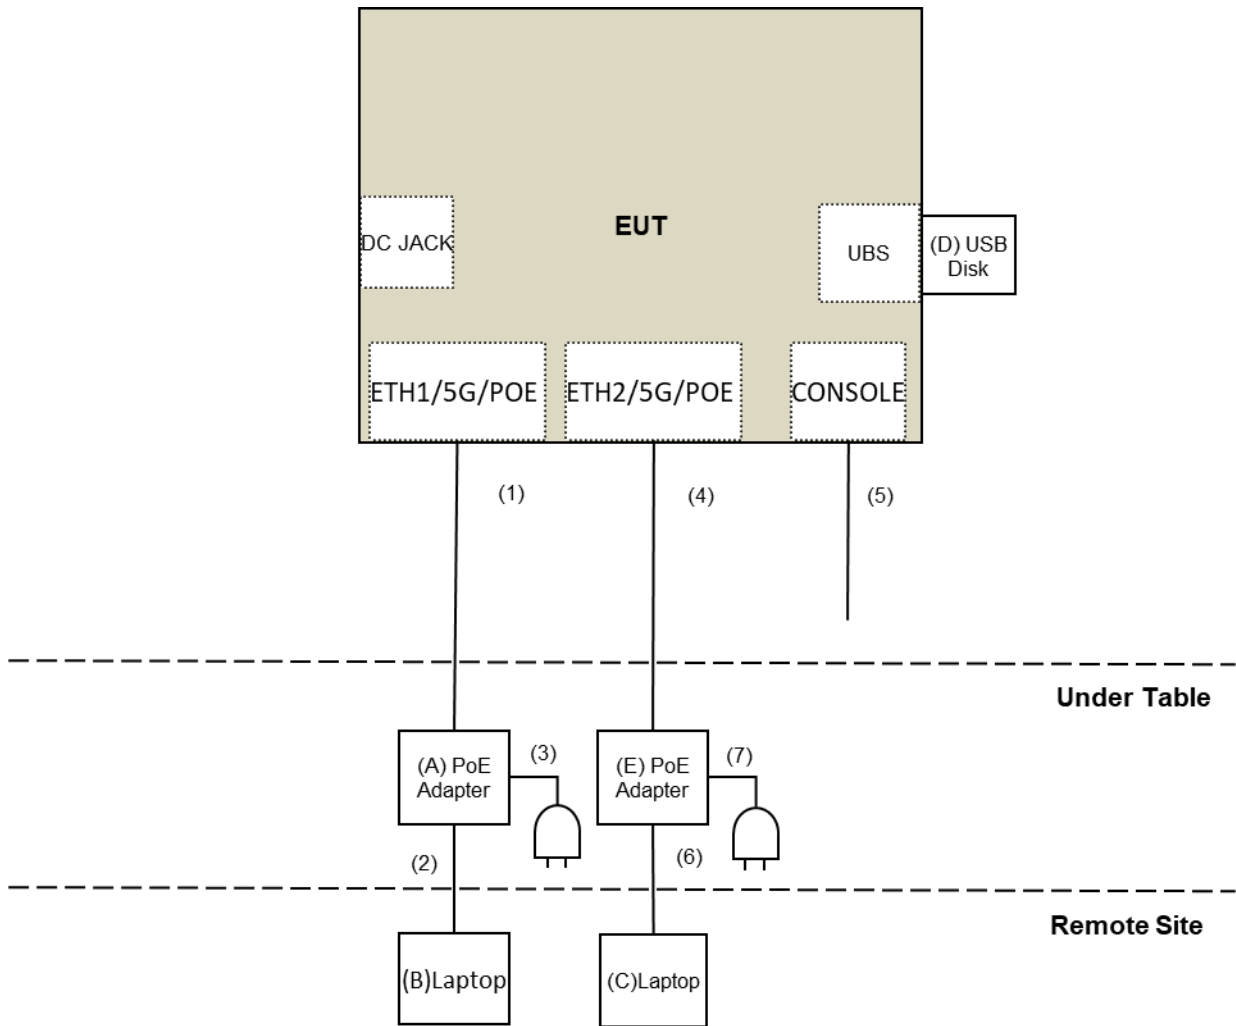 EUT
DC JACK
UBS
(D) USB
Disk
ETH1/5G/POE
ETH2/5G/POE
CONSOLE
(1)
(4)
(5)
Under Table
(A) PoE
Adapter
(3)
(E) PoE
Adapter
(7)
(2)
(6)
Remote Site
(B)Laptop
(C)Laptop